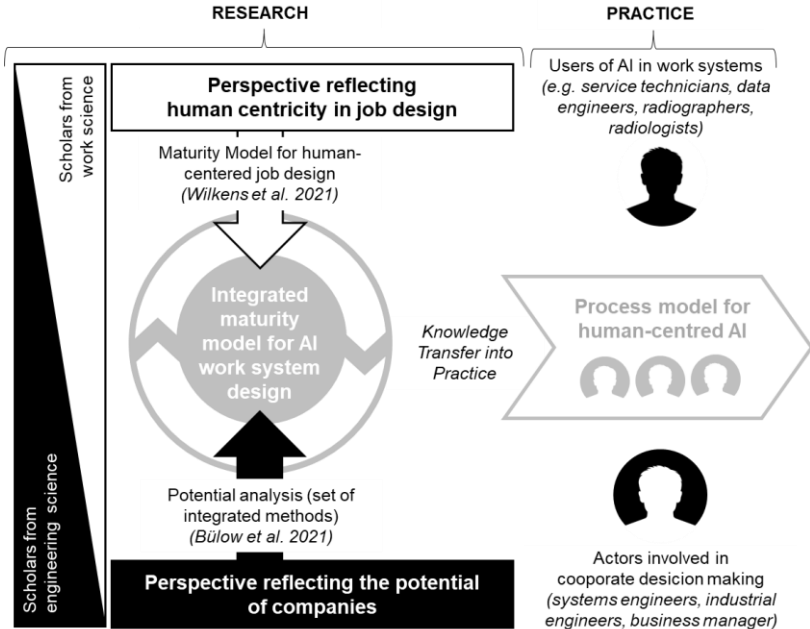 RESEARCH
PRACTICE
Scholars from
work science
Scholars from
engineering science
Perspective reflecting
human centricity in job design
Maturity Model for human-
centered job design
(Wilkens et al. 2021)
Integrated
maturity
model for AI
work system
design
Potential analysis (set of
integrated methods)
(Bülow et al. 2021)
Perspective reflecting the potential
of companies
Knowledge
Transfer into
Practice
Users of AI in work systems
(e.g. service technicians, data
engineers, radiographers,
radiologists)
Process model for
human-centred AI
Actors involved in
cooporate desicion making
(systems engineers, industrial
engineers, business manager)